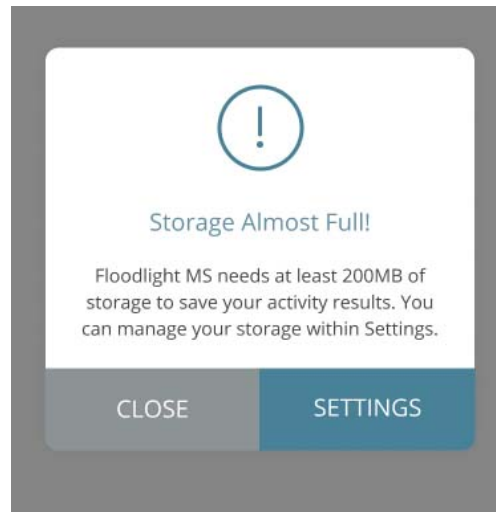 Storage Almost Full!
Floodlight MS needs at least 200MB of
storage to save your activity results. You
can manage your storage within Settings.
CLOSE
SETTINGS